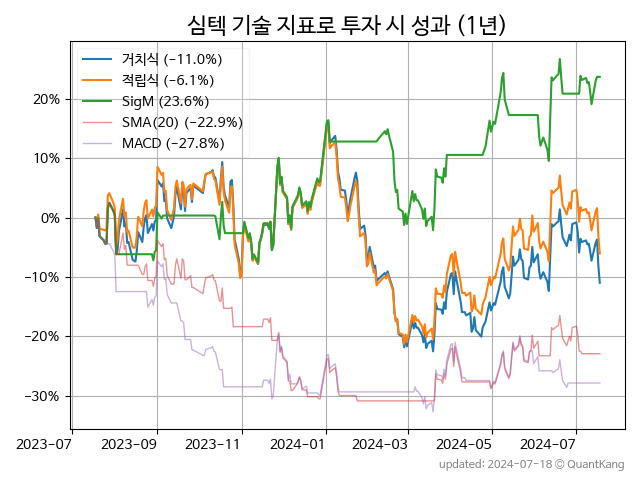 심텍 기술 지표로 투자 시 성과 (1년)
거치식 (−11.0%)
적립식 (−6.1%)
SigM (23.6%)
SMA(20) (−22.9%)
MACD (−27.8%)
20%
10%
0%
−10%
−20%
−30%
2023-07 2023-09 2023-11 2024-01 2024-03 2024-05 2024-07
updated: 2024-07-18 © QuantKang